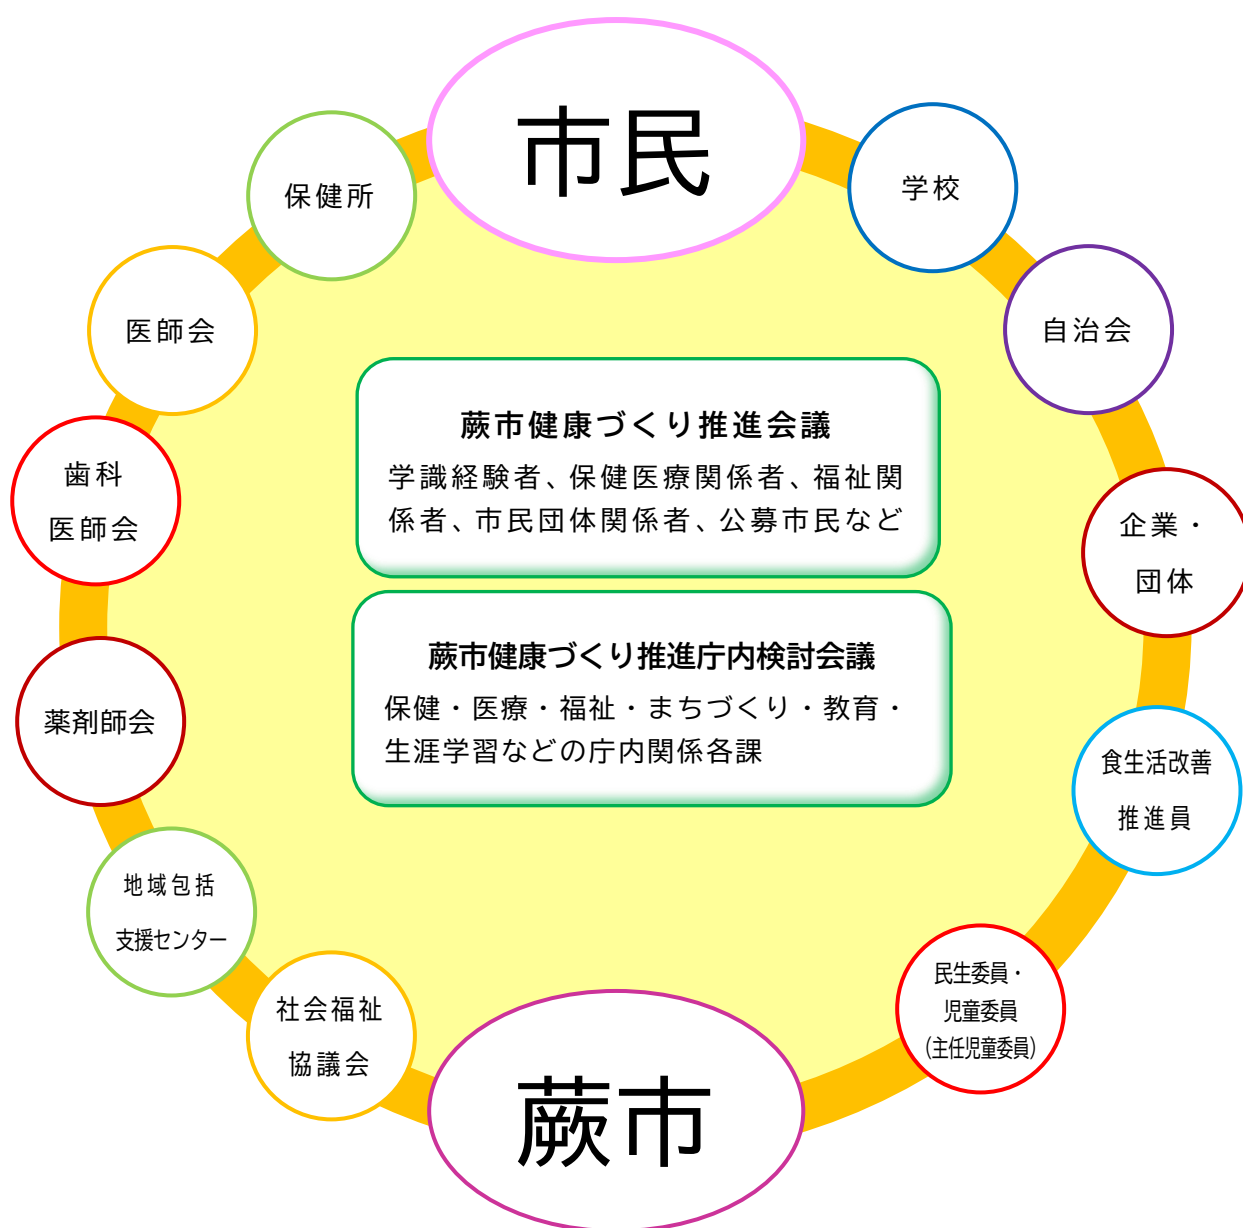 市民
保健所
学校
医師会
自治会
蕨市健康づくり推進会議
学識経験者、保健医療関係者、福祉関
係者、市民団体関係者、公募市民など
歯科
医師会
企業・
団体
蕨市健康づくり推進庁内検討会議
保健・医療・福祉・まちづくり・教育・
生涯学習などの庁内関係各課
薬剤師会
食生活改善
推進員
地域包括
支援センター
民生委員・
児童委員
(主任児童委員)
社会福祉
協議会
蕨市